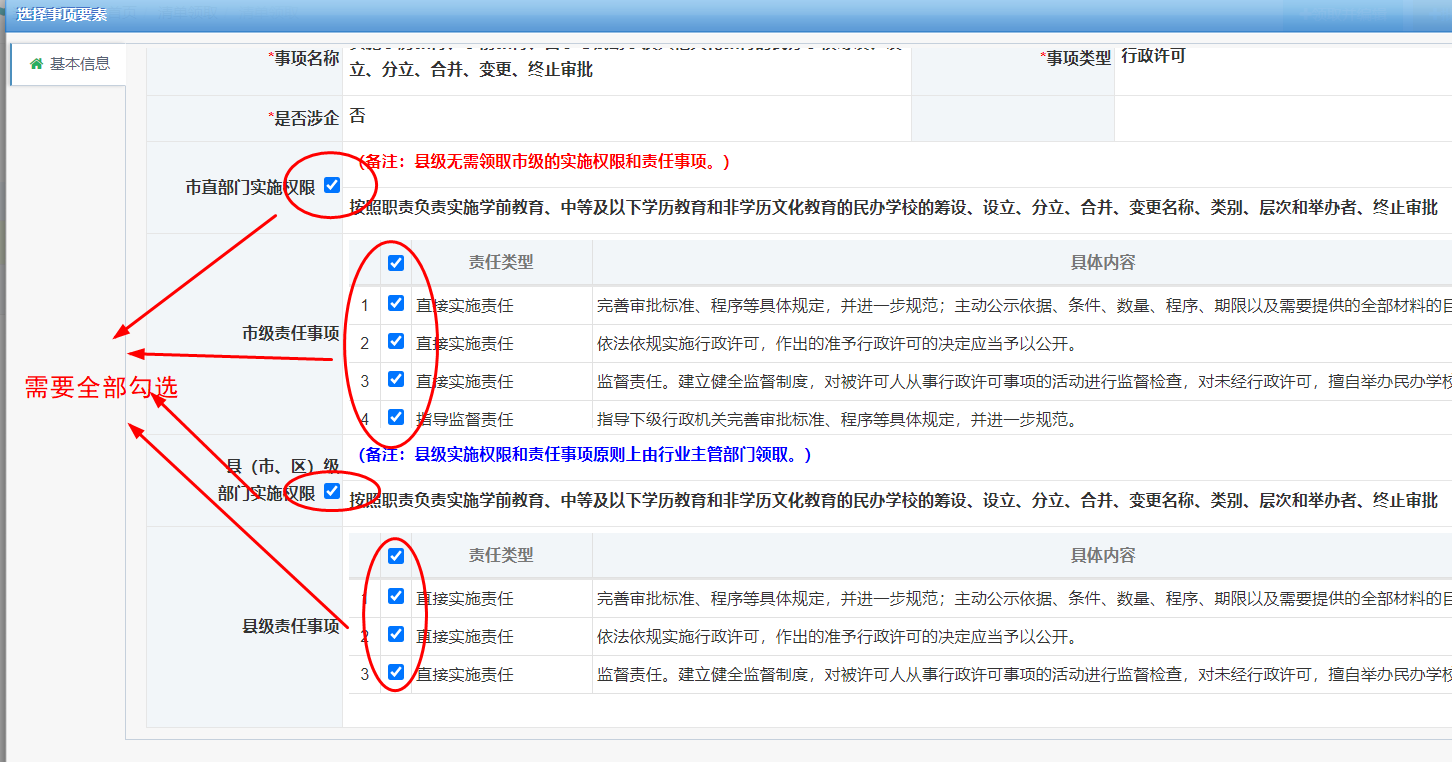 选择事项要素
基本信息
*事项名称
立、分立、合并、变更、终止审批
*事项类型
行政许可
*是否涉企
否
市直部门实施权限
(备注：县级无需领取市级的实施权限和责任事项。)
按照职责负责实施学前教育、中等及以下学历教育和非学历文化教育的民办学校的筹设、设立、分立、合并、变更名称、类别、层次和举办者、终止审批
市级责任事项
责任类型 具体内容
1 直接实施责任 完善审批标准、程序等具体规定，并进一步规范；主动公示依据、条件、数量、程序、期限以及需要提供的全部材料的目
2 直接实施责任 依法依规实施行政许可，作出的准予行政许可的决定应当予以公开。
3 直接实施责任 监督责任。建立健全监督制度，对被许可人从事行政许可事项的活动进行监督检查，对未经行政许可，擅自举办民办学校
4 指导监督责任 指导下级行政机关完善审批标准、程序等具体规定，并进一步规范。
需要全部勾选
县（市、区）级
部门实施权限
(备注：县级实施权限和责任事项原则上由行业主管部门领取。)
按照职责负责实施学前教育、中等及以下学历教育和非学历文化教育的民办学校的筹设、设立、分立、合并、变更名称、类别、层次和举办者、终止审批
县级责任事项
责任类型 具体内容
1 直接实施责任 完善审批标准、程序等具体规定，并进一步规范；主动公示依据、条件、数量、程序、期限以及需要提供的全部材料的目
2 直接实施责任 依法依规实施行政许可，作出的准予行政许可的决定应当予以公开。
3 直接实施责任 监督责任。建立健全监督制度，对被许可人从事行政许可事项的活动进行监督检查，对未经行政许可，擅自举办民办学校